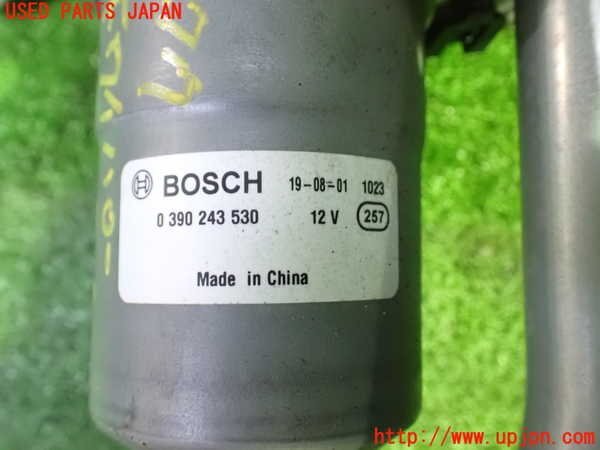 USED PARTS JAPAN
BOSCH 19-08-01 1023
0 390 243 530 12 V 257
Made in China
http://www.upjpn.com